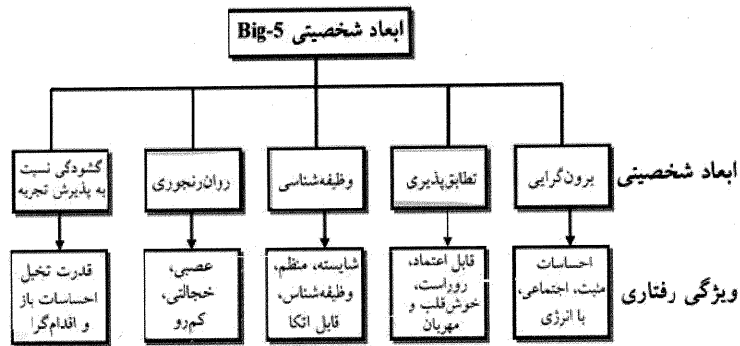 ابعاد شخصیتی Big-5
ابعاد شخصیتی
برون‌گرایی
تطابق‌پذیری
وظیفه‌شناسی
روان‌رنجوری
گشودگی نسبت
به پذیرش تجربه
ویژگی رفتاری
احساسات
مثبت، اجتماعی،
با انرژی
قابل اعتماد،
روراست،
خوش‌قلب و
مهربان
شایسته، منظم،
وظیفه‌شناس،
قابل اتکا
عصبی،
خجالتی،
کم‌رو
قدرت تخیل
احساسات باز
و اقدام‌گرا